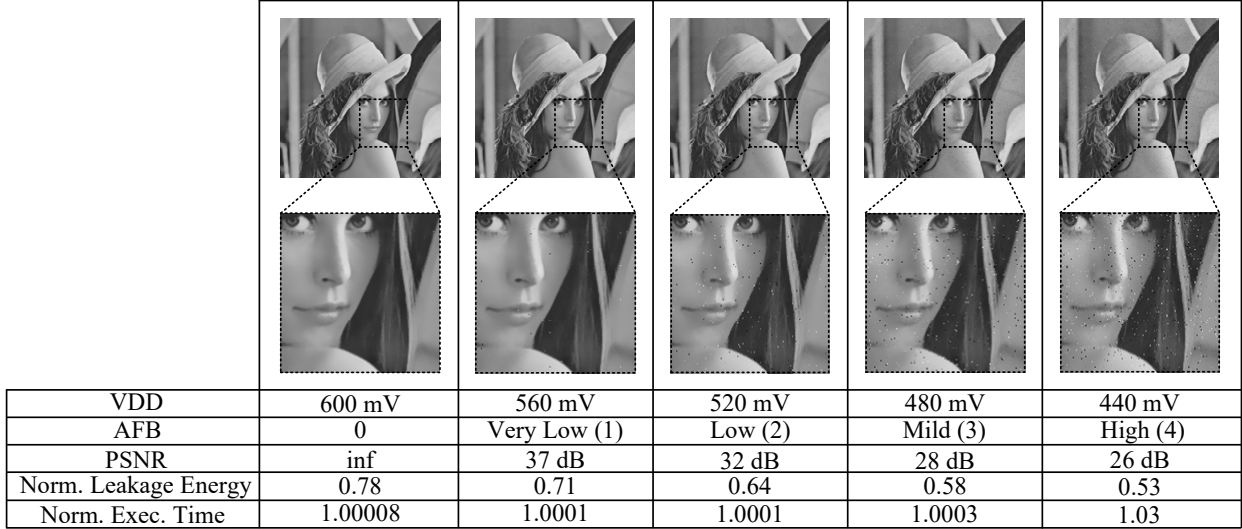 VDD 600 mV 560 mV 520 mV 480 mV 440 mV
AFB 0 Very Low (1) Low (2) Mild (3) High (4)
PSNR inf 37 dB 32 dB 28 dB 26 dB
Norm. Leakage Energy 0.78 0.71 0.64 0.58 0.53
Norm. Exec. Time 1.00008 1.0001 1.0001 1.0003 1.03